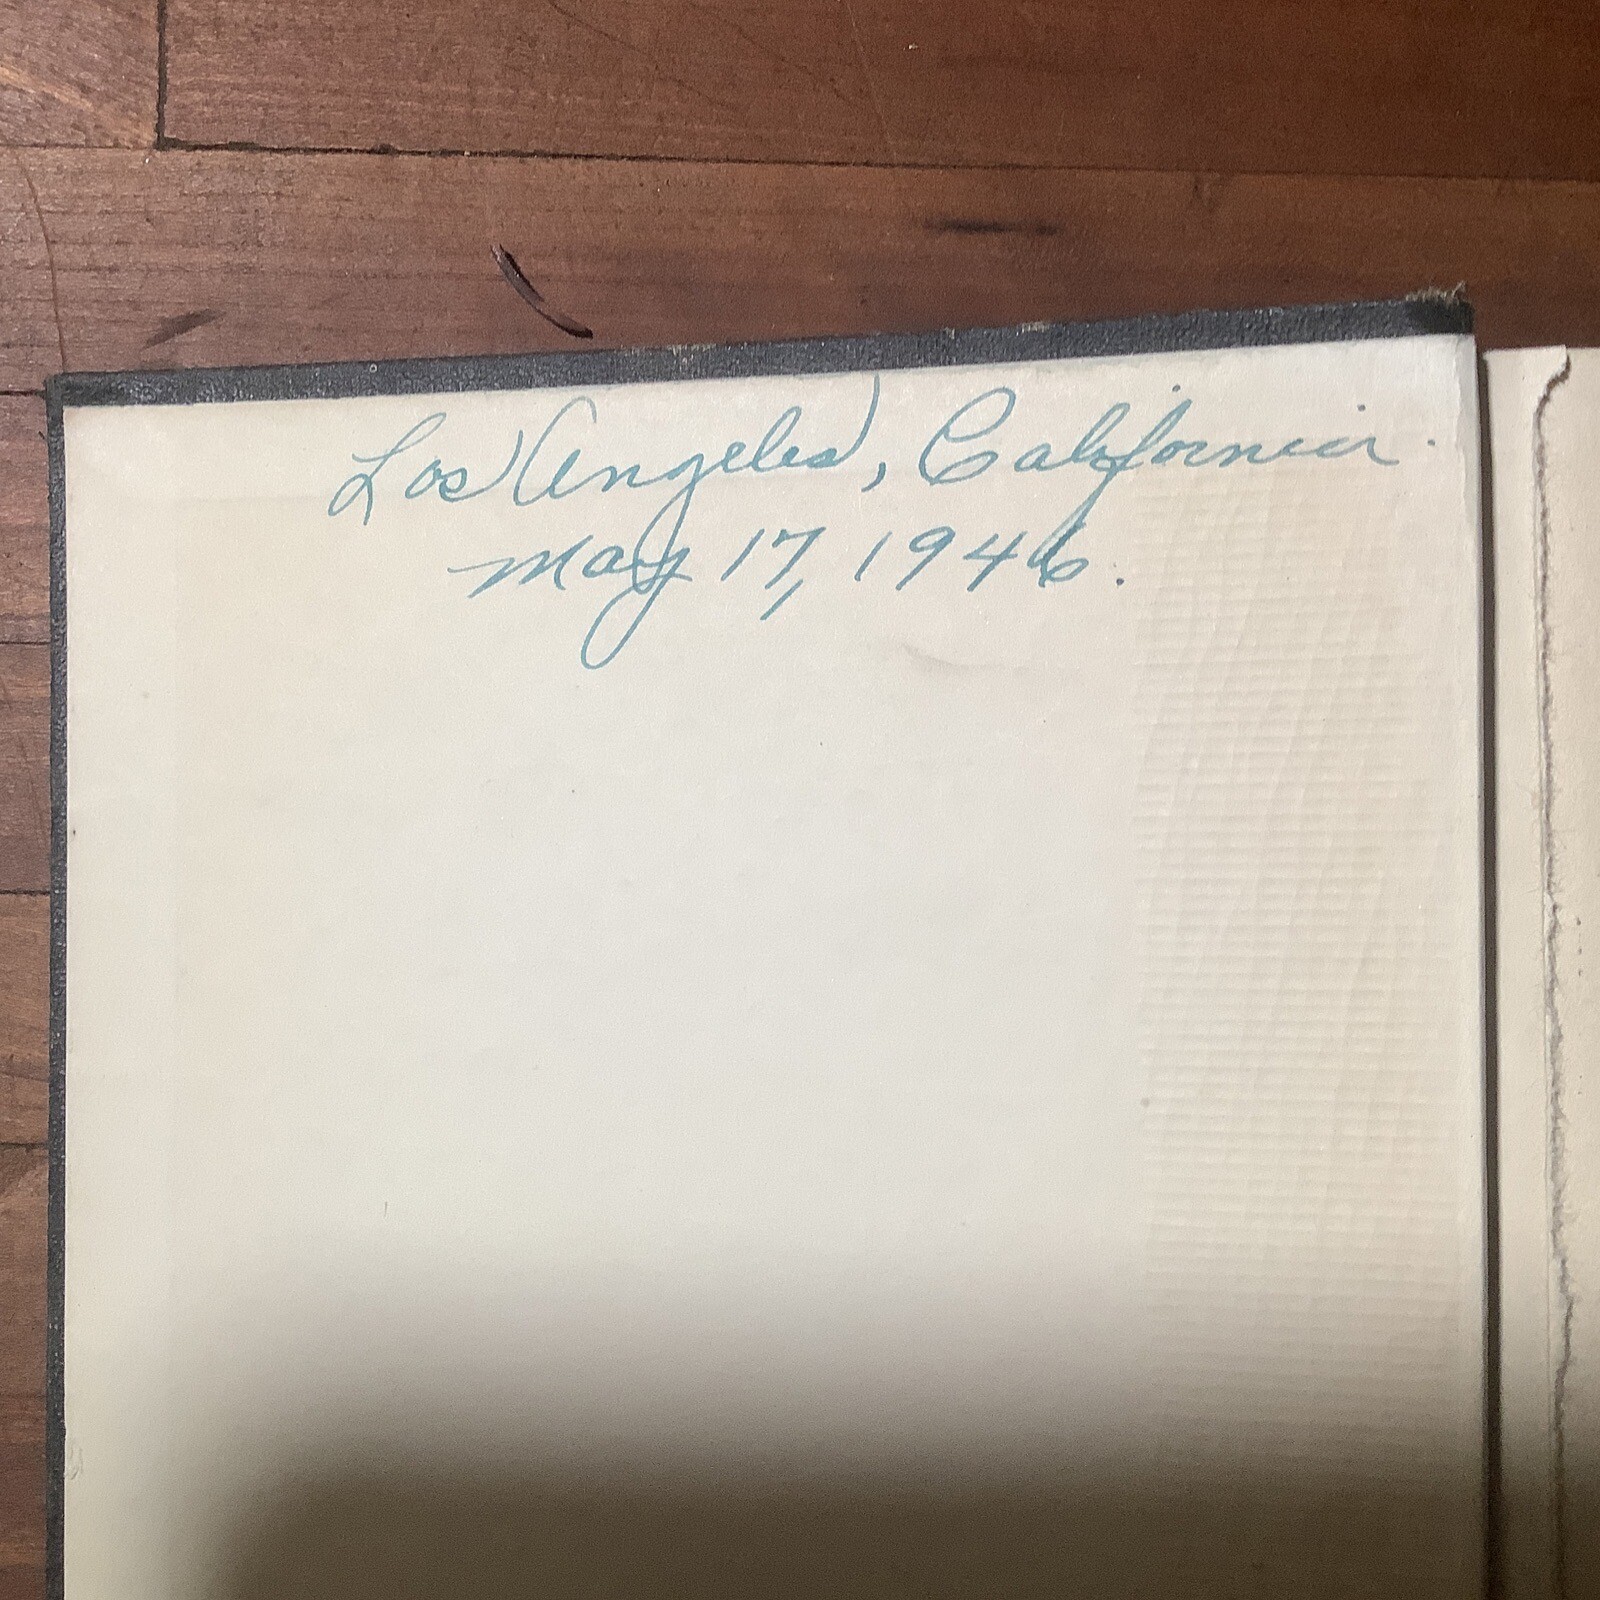 Los Angeles, California.
May 17, 1946.